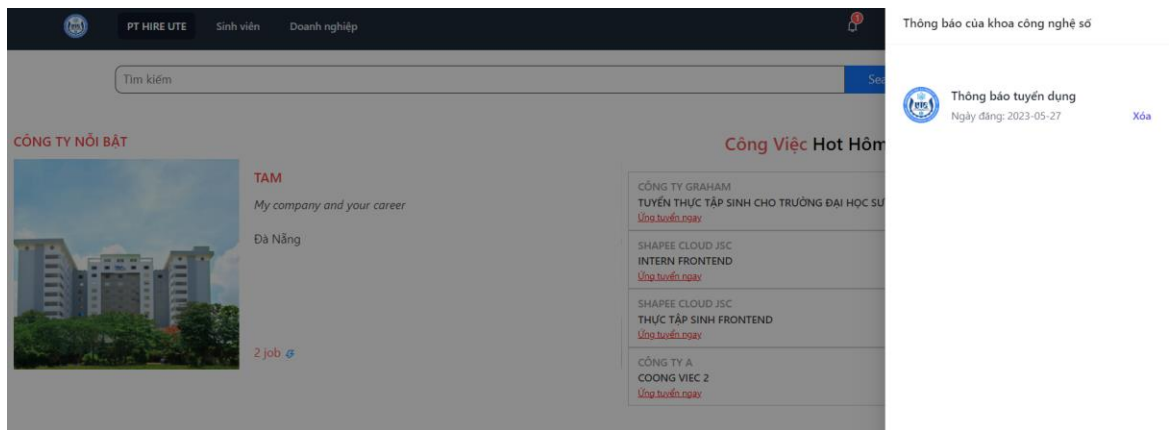 PT HIRE UTE
Sinh viên
Doanh nghiệp
1
Tìm kiếm
CÔNG TY NỔI BẬT
TAM
My company and your career
Đà Nẵng
2 job
Công Việc Hot Hôm
CÔNG TY GRAHAM
TUYỂN THỰC TẬP SINH CHO TRƯỜNG ĐẠI HỌC SƯ
Ứng tuyển ngay
SHAPEE CLOUD JSC
INTERN FRONTEND
Ứng tuyển ngay
SHAPEE CLOUD JSC
THỰC TẬP SINH FRONTEND
Ứng tuyển ngay
CÔNG TY A
COONG VIEC 2
Ứng tuyển ngay
Thông báo của khoa công nghệ số
Thông báo tuyển dụng
Ngày đăng: 2023-05-27
Xóa